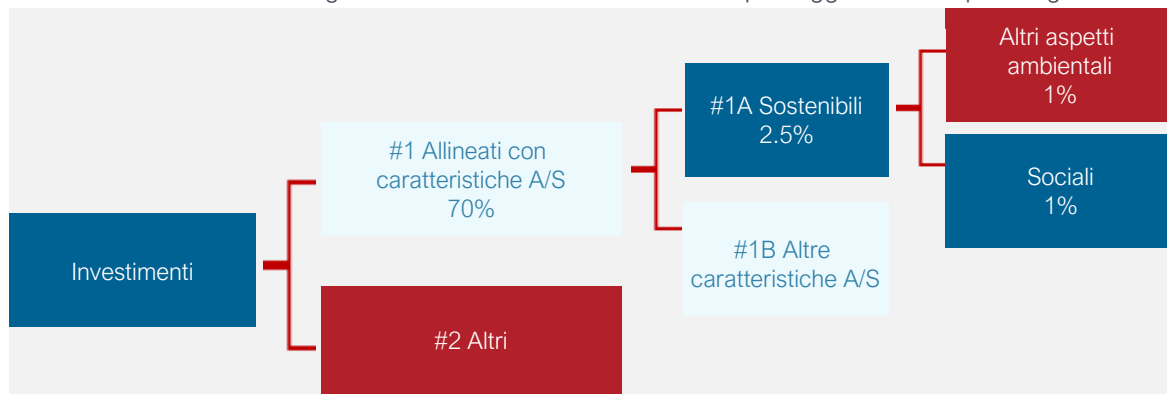 Investimenti
#1 Allineati con
caratteristiche A/S
70%
#2 Altri
#1A Sostenibili
2.5%
#1B Altre
caratteristiche A/S
Altri aspetti
ambientali
1%
Sociali
1%